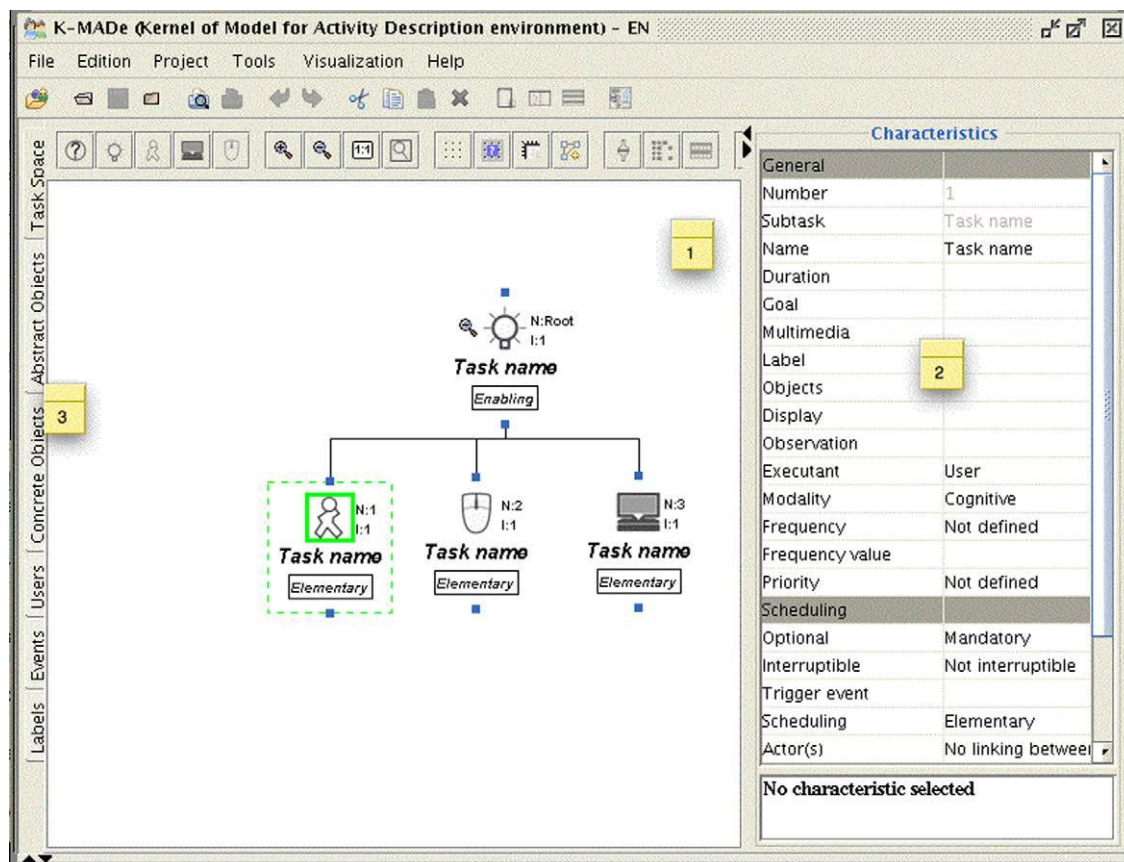 K-MADe (Kernel of Model for Activity Description environment) - EN
File Edition Project Tools Visualization Help
1:1
Task Space
Abstract Objects
Concrete Objects
Users
Events
Labels
1
3
N:Root
I:1
Task name
Enabling
N:1
I:1
Task name
Elementary
N:2
I:1
Task name
Elementary
N:3
I:1
Task name
Elementary
Characteristics
General
Number 1
Subtask Task name
Name Task name
Duration
Goal
Multimedia
Label
2
Objects
Display
Observation
Executant User
Modality Cognitive
Frequency Not defined
Frequency value
Priority Not defined
Scheduling
Optional Mandatory
Interruptible Not interruptible
Trigger event
Scheduling Elementary
Actor(s) No linking between
No characteristic selected